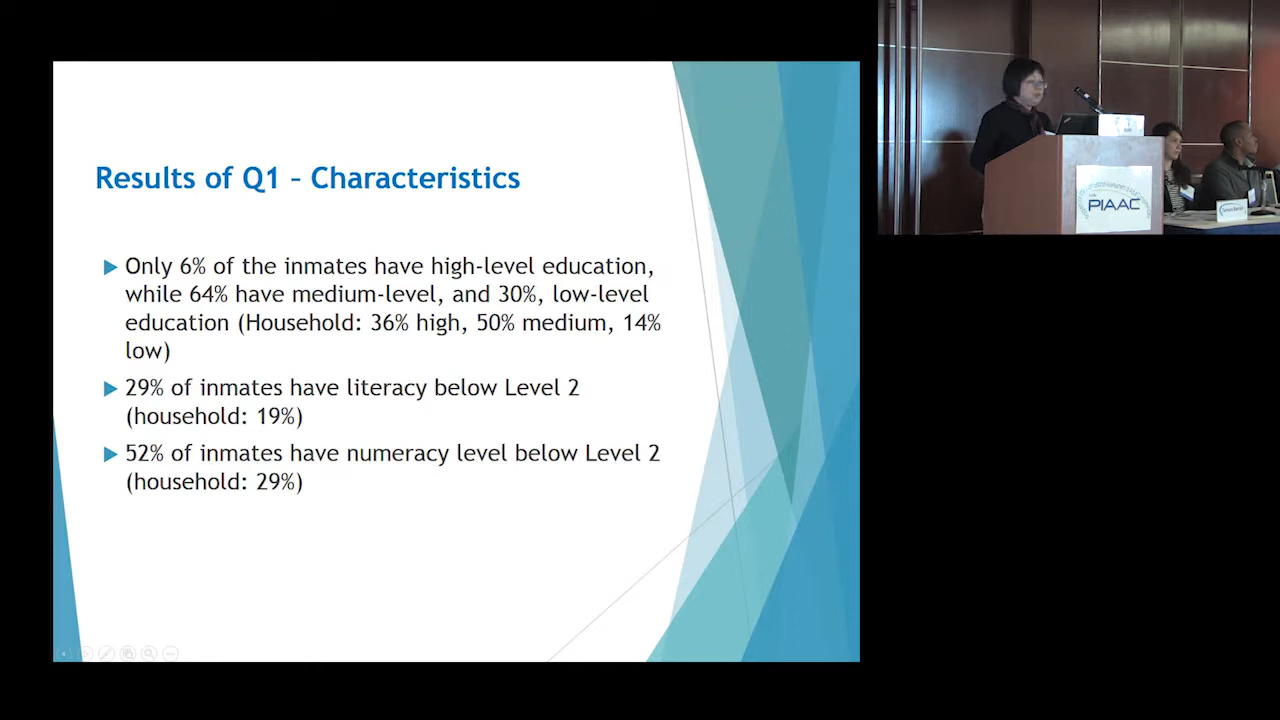 Results of Q1 – Characteristics
Only 6% of the inmates have high-level education,
while 64% have medium-level, and 30%, low-level
education (Household: 36% high, 50% medium, 14%
low)
29% of inmates have literacy below Level 2
(household: 19%)
52% of inmates have numeracy level below Level 2
(household: 29%)
PIAAC